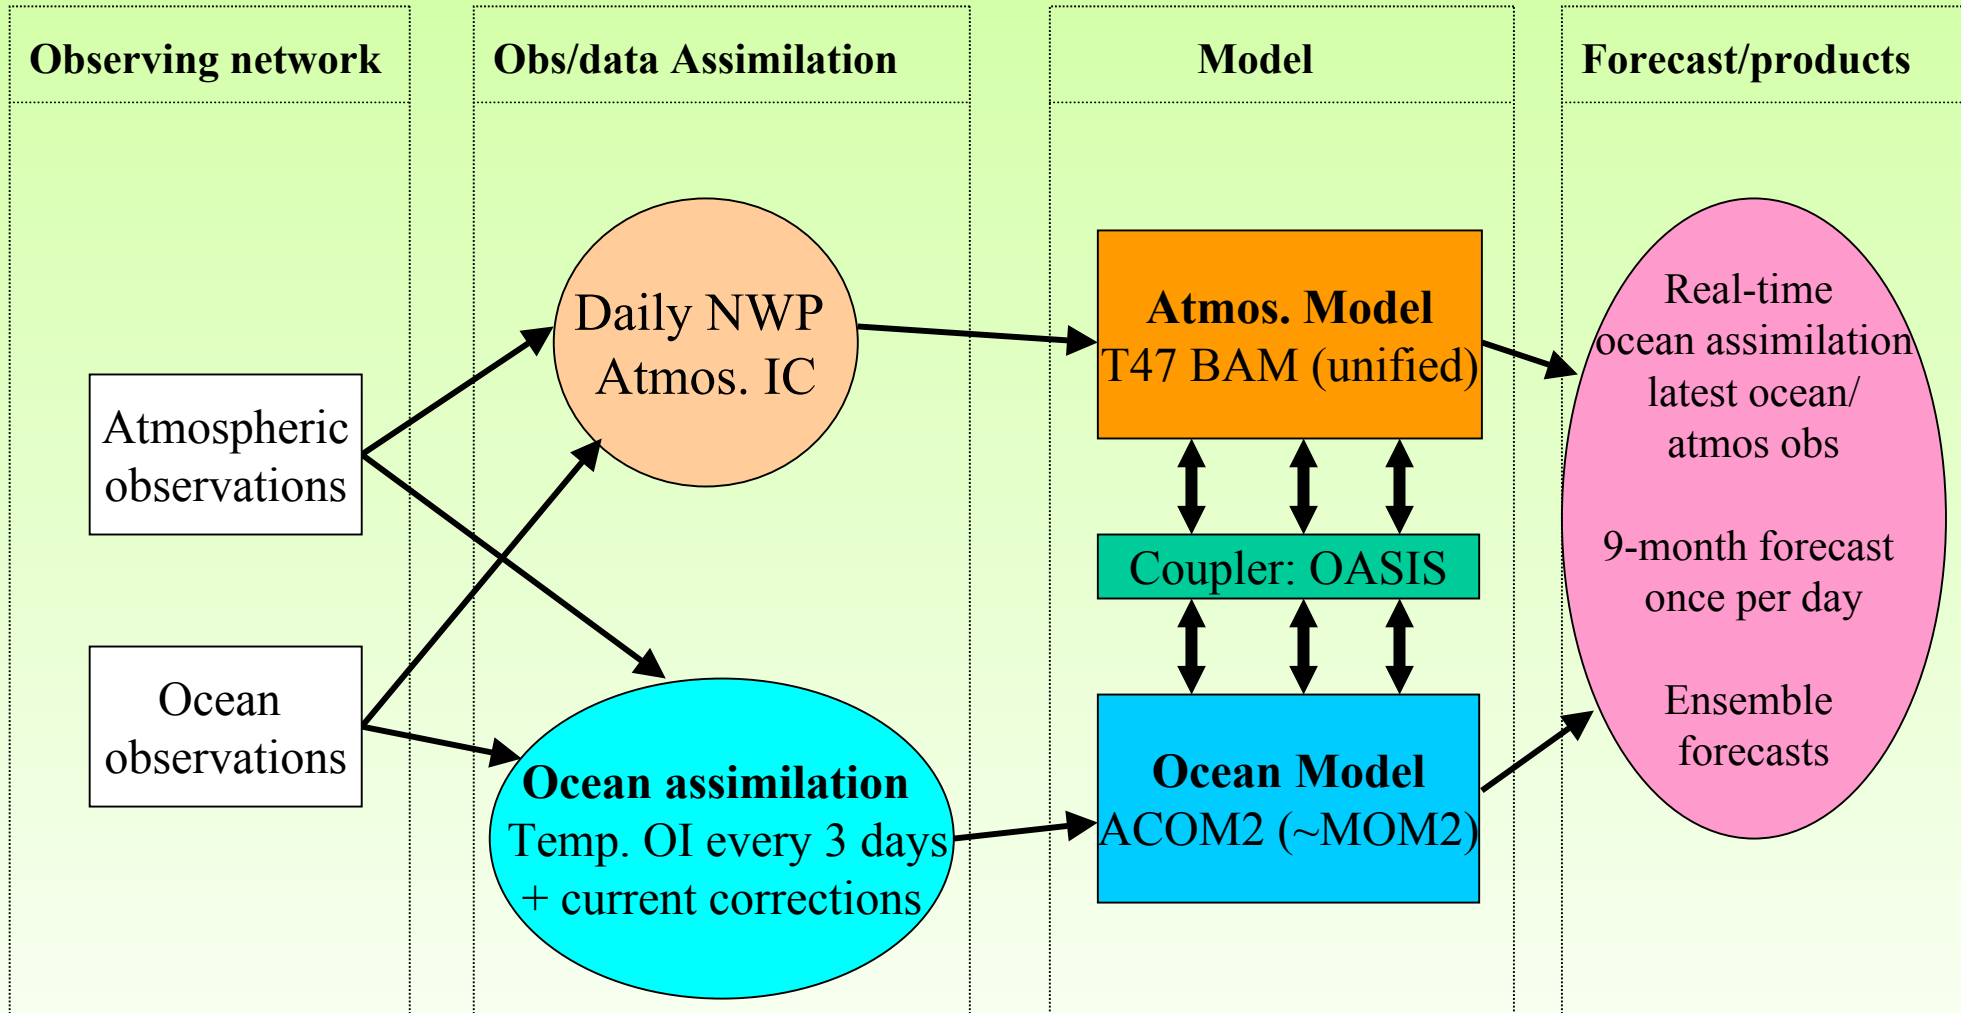 Observing network
Obs/data Assimilation
Model
Forecast/products
Atmospheric
observations
Ocean
observations
Daily NWP
Atmos. IC
Ocean assimilation
Temp. OI every 3 days
+ current corrections
Atmos. Model
T47 BAM (unified)
Coupler: OASIS
Ocean Model
ACOM2 (~MOM2)
Real-time
ocean assimilation
latest ocean/
atmos obs
9-month forecast
once per day
Ensemble
forecasts